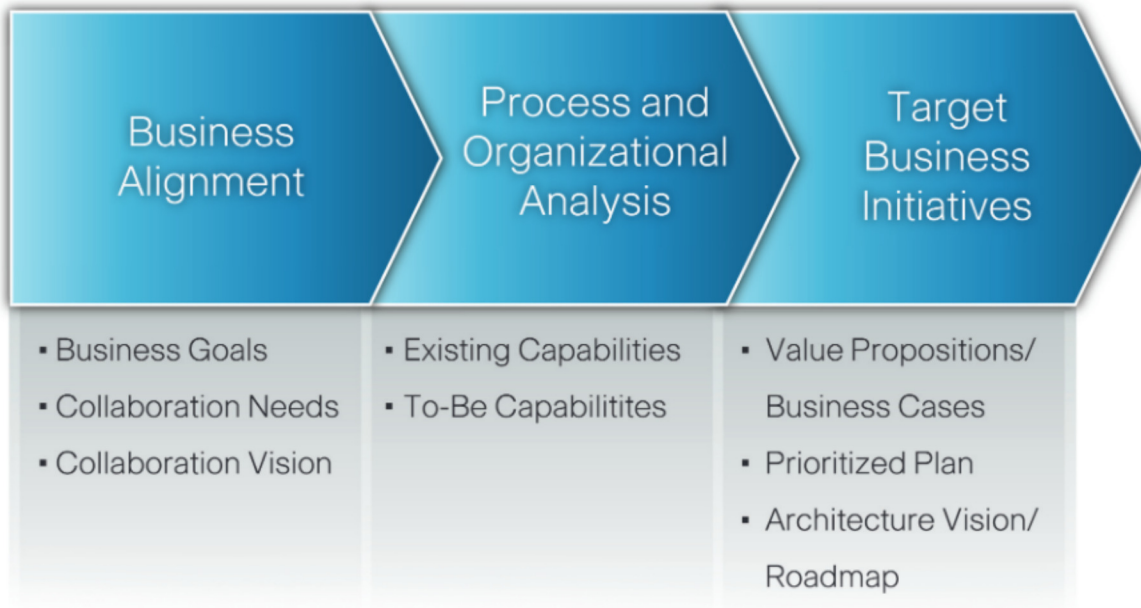 Business
Alignment
Process and
Organizational
Analysis
Target
Business
Initiatives
▪ Business Goals
▪ Collaboration Needs
▪ Collaboration Vision
▪ Existing Capabilities
▪ To-Be Capabilitites
▪ Value Propositions/
Business Cases
▪ Prioritized Plan
▪ Architecture Vision/
Roadmap